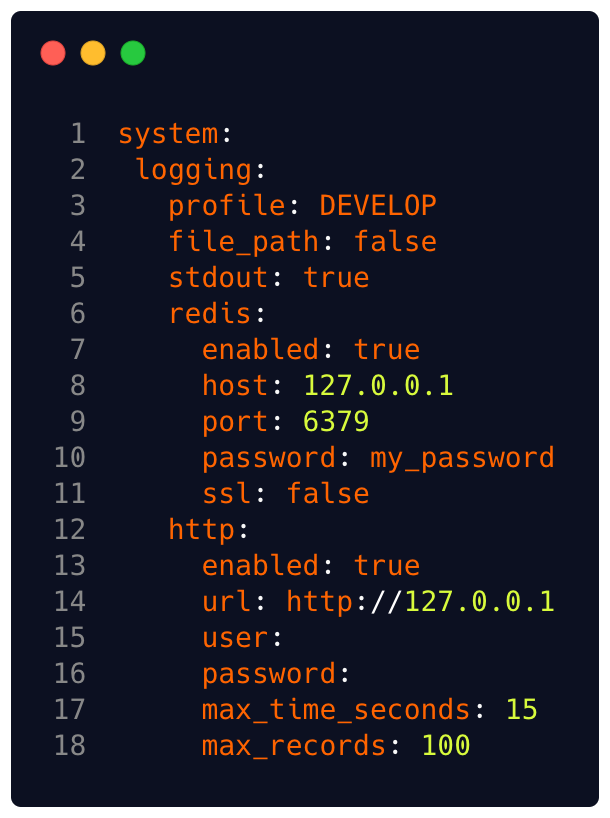 1 system:
2  logging:
3    profile: DEVELOP
4    file_path: false
5    stdout: true
6    redis:
7      enabled: true
8      host: 127.0.0.1
9      port: 6379
10      password: my_password
11      ssl: false
12    http:
13      enabled: true
14      url: http://127.0.0.1
15      user:
16      password:
17      max_time_seconds: 15
18      max_records: 100